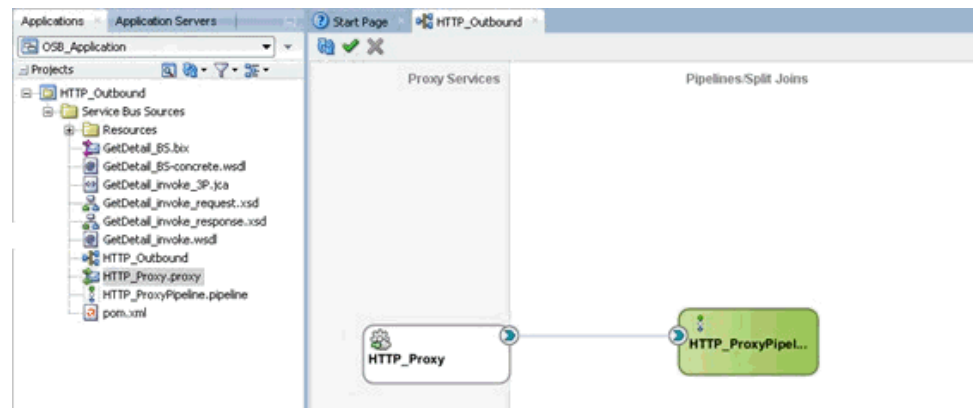 Applications
Application Servers
OSB_Application
Projects
HTTP_Outbound
Service Bus Sources
Resources
GetDetail_BS.bix
GetDetail_BS-concrete.wsdl
GetDetail_invoke_3P.jca
GetDetail_invoke_request.xsd
GetDetail_invoke_response.xsd
GetDetail_invoke.wsdl
HTTP_Outbound
HTTP_Proxy.proxy
HTTP_ProxyPipeline.pipeline
pom.xml
Start Page
HTTP_Outbound
Proxy Services
Pipelines/Split Joins
HTTP_Proxy
HTTP_ProxyPipel...